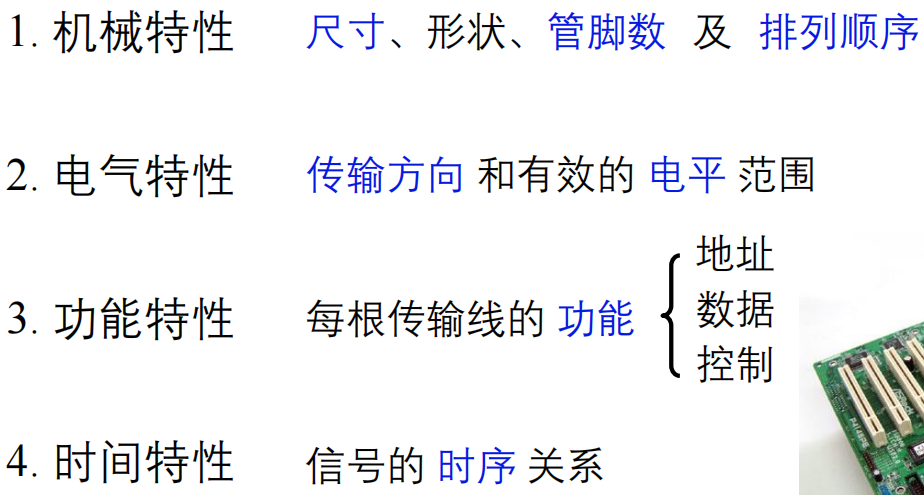 1. 机械特性 尺寸、形状、管脚数 及 排列顺序
2. 电气特性 传输方向 和有效的 电平 范围
3. 功能特性 每根传输线的 功能
地址
数据
控制
4. 时间特性 信号的 时序 关系